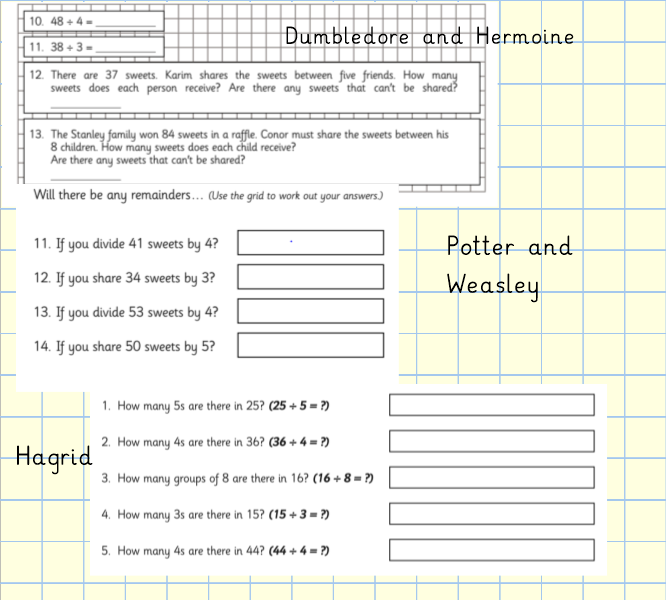 10. 48 ÷ 4 = __________
Dumbledore and Hermoine
11. 38 ÷ 3 = __________
12. There are 37 sweets. Karim shares the sweets between five friends. How many
sweets does each person receive? Are there any sweets that can't be shared?
__________
13. The Stanley family won 84 sweets in a raffle. Conor must share the sweets between his
8 children. How many sweets does each child receive?
Are there any sweets that can't be shared?
__________
Will there be any remainders... (Use the grid to work out your answers.)
11. If you divide 41 sweets by 4?
12. If you share 34 sweets by 3?
13. If you divide 53 sweets by 4?
14. If you share 50 sweets by 5?
Potter and
Weasley
Hagrid
1. How many 5s are there in 25? (25 ÷ 5 = ?)
2. How many 4s are there in 36? (36 ÷ 4 = ?)
3. How many groups of 8 are there in 16? (16 ÷ 8 = ?)
4. How many 3s are there in 15? (15 ÷ 3 = ?)
5. How many 4s are there in 44? (44 ÷ 4 = ?)